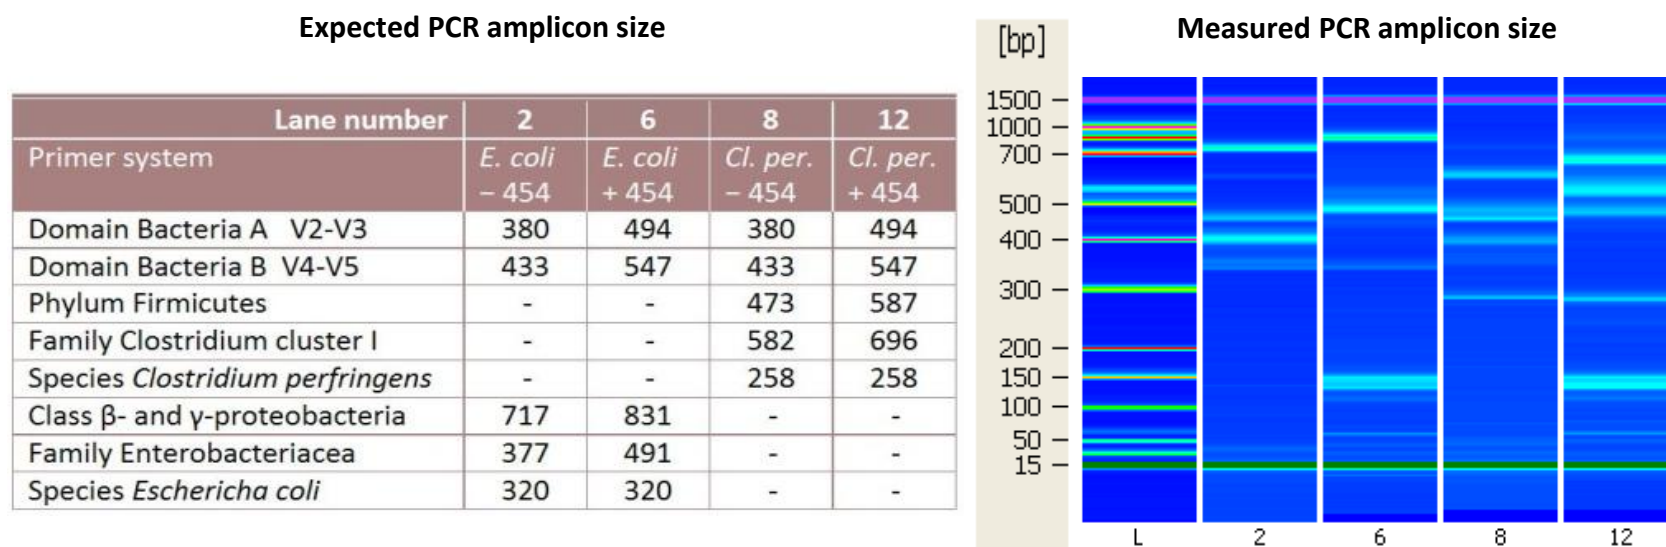 Expected PCR amplicon size
Lane number 2 6 8 12
Primer system E. coli E. coli Cl. per. Cl. per.
– 454 + 454 – 454 + 454
Domain Bacteria A V2-V3 380 494 380 494
Domain Bacteria B V4-V5 433 547 433 547
Phylum Firmicutes - - 473 587
Family Clostridium cluster I - - 582 696
Species Clostridium perfringens - - 258 258
Class β- and γ-proteobacteria 717 831 - -
Family Enterobacteriacea 377 491 - -
Species Escherichа coli 320 320 - -
[bp]
Measured PCR amplicon size
1500
1000
700
500
400
300
200
150
100
50
15
L 2 6 8 12